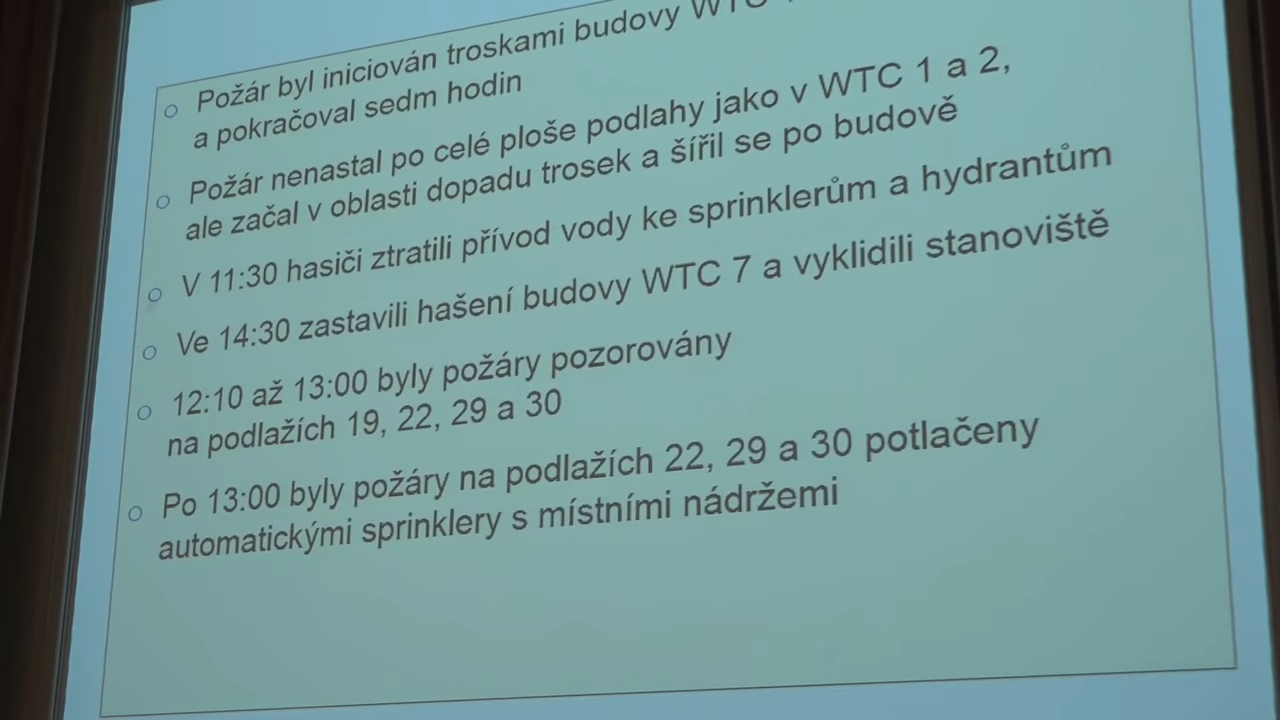 Požár byl iniciován troskami budovy WTC
a pokračoval sedm hodin
Požár nenastal po celé ploše podlahy jako v WTC 1 a 2,
ale začal v oblasti dopadu trosek a šířil se po budově
V 11:30 hasiči ztratili přívod vody ke sprinklerům a hydrantům
Ve 14:30 zastavili hašení budovy WTC 7 a vyklidili stanoviště
12:10 až 13:00 byly požáry pozorovány
na podlažích 19, 22, 29 a 30
Po 13:00 byly požáry na podlažích 22, 29 a 30 potlačeny
automatickými sprinklery s místními nádržemi